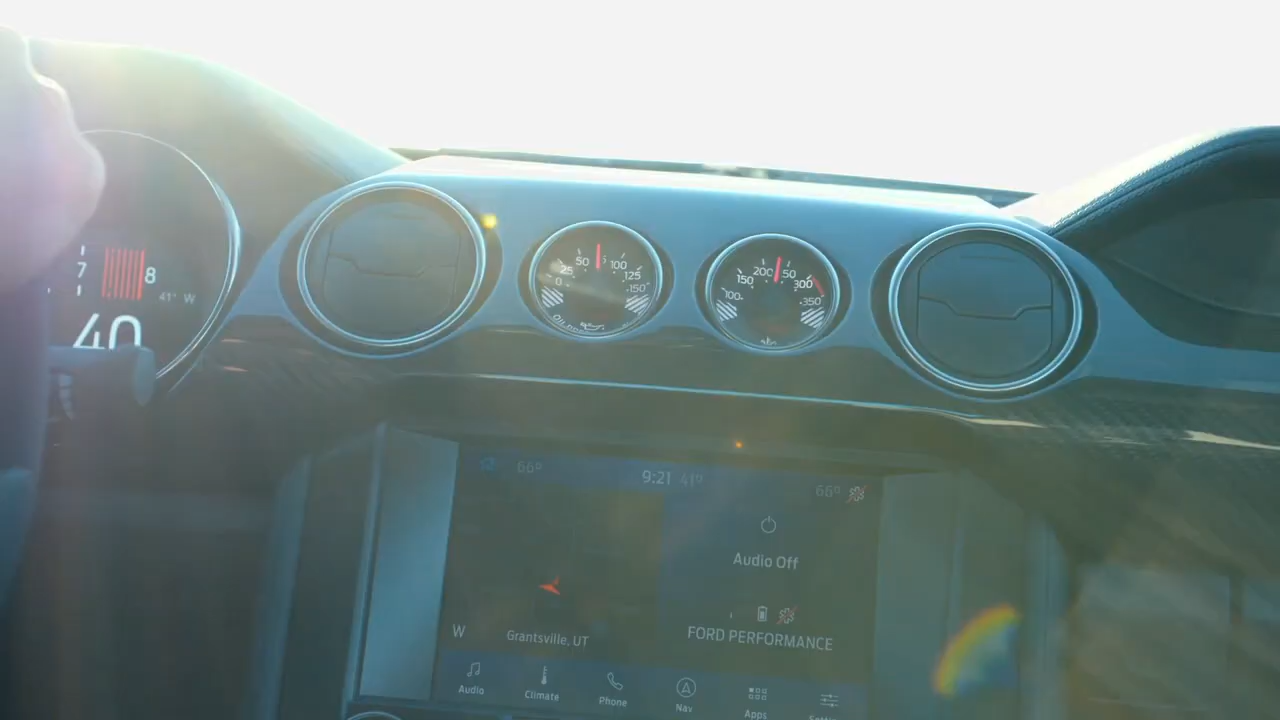 7
8
41° W
40
0
25
50
100
125
150
100
150
200
50
300
350
66°
9:21 41°
66°
Audio Off
W
Grantsville, UT
FORD PERFORMANCE
Audio
Climate
Phone
Nav
Apps